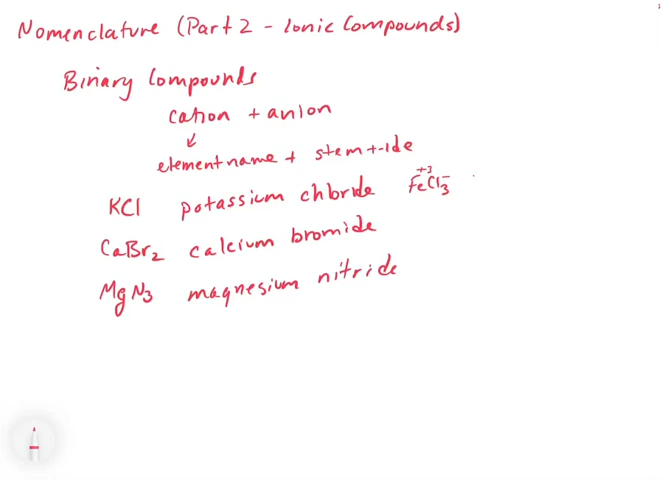 Nomenclature (Part 2 - Ionic Compounds)
Binary Compounds
cation + anion
↓
element name + stem + -ide
KCl potassium chloride +3 FeCl3 -
CaBr2 calcium bromide
MgN3 magnesium nitride